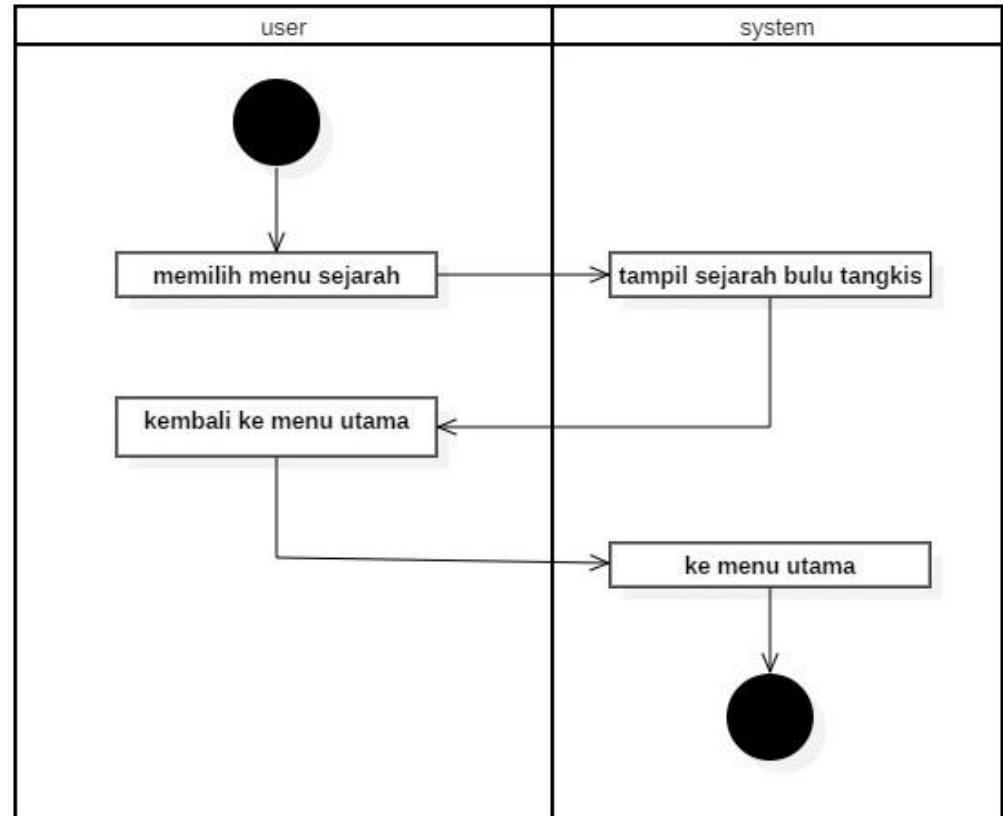 user
system
memilih menu sejarah
tampil sejarah bulu tangkis
kembali ke menu utama
ke menu utama